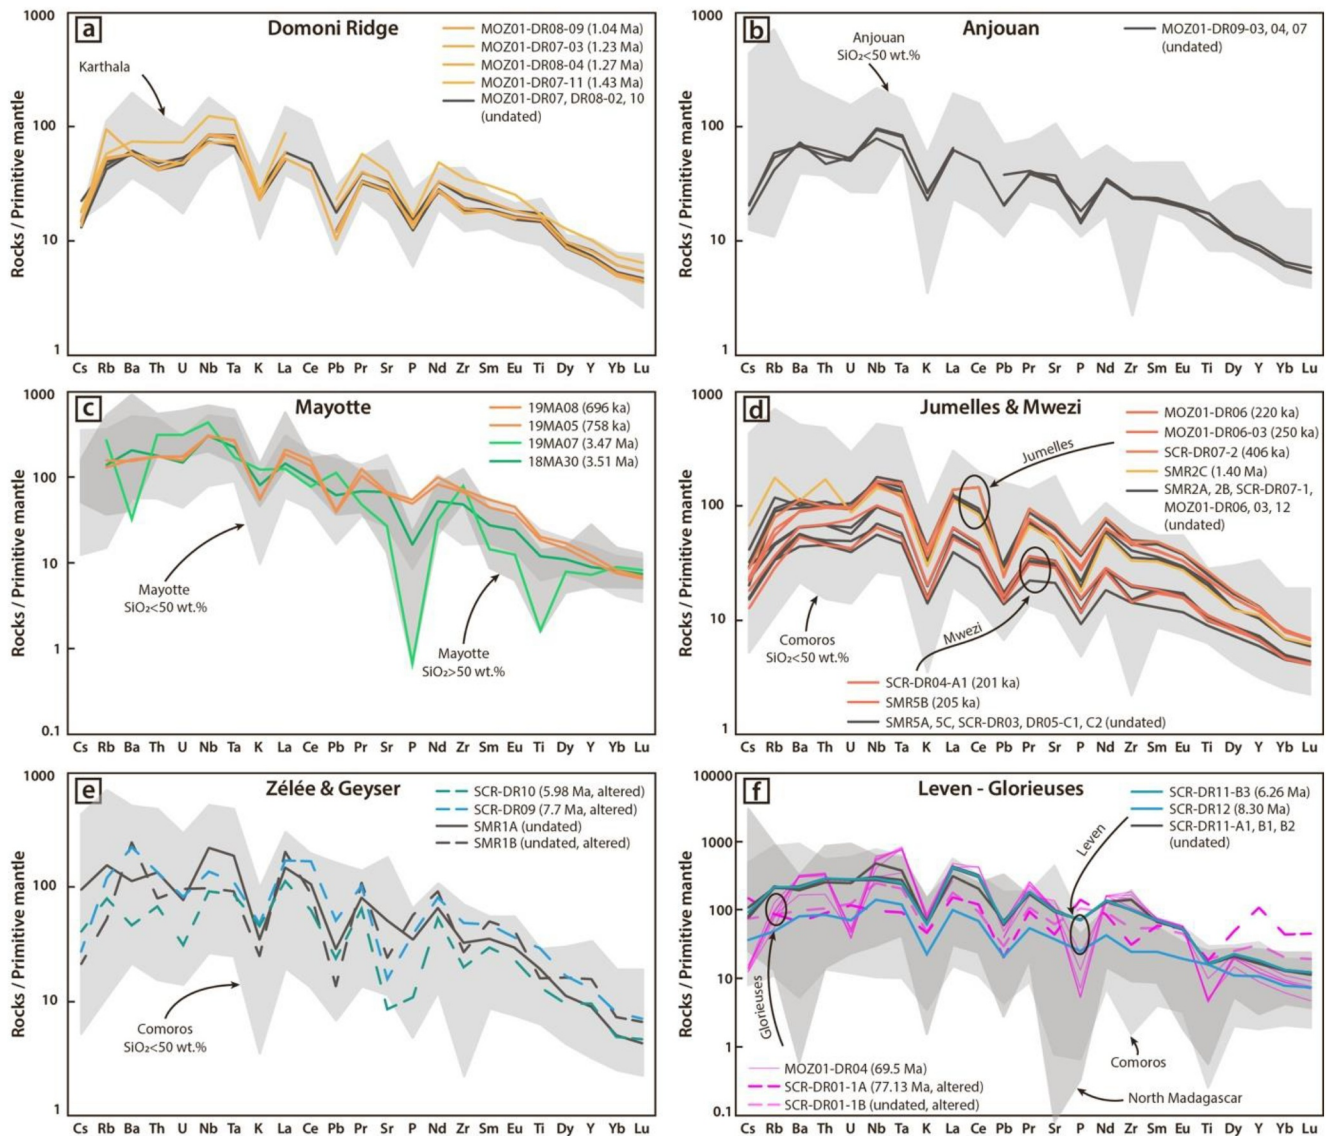 1000
a
Domoni Ridge
MOZ01-DR08-09 (1.04 Ma)
MOZ01-DR07-03 (1.23 Ma)
MOZ01-DR08-04 (1.27 Ma)
MOZ01-DR07-11 (1.43 Ma)
MOZ01-DR07, DR08-02, 10
(undated)
Karthala
100
10
1
Rocks / Primitive mantle
Cs Rb Ba Th U Nb Ta K La Ce Pb Pr Sr P Nd Zr Sm Eu Ti Dy Y Yb Lu
1000
b
Anjouan
MOZ01-DR09-03, 04, 07
(undated)
Anjouan
SiO₂<50 wt.%
100
10
1
Rocks / Primitive mantle
Cs Rb Ba Th U Nb Ta K La Ce Pb Pr Sr P Nd Zr Sm Eu Ti Dy Y Yb Lu
1000
c
Mayotte
19MA08 (696 ka)
19MA05 (758 ka)
19MA07 (3.47 Ma)
18MA30 (3.51 Ma)
100
10
1
0.1
Rocks / Primitive mantle
Mayotte
SiO₂<50 wt.%
Mayotte
SiO₂>50 wt.%
Cs Rb Ba Th U Nb Ta K La Ce Pb Pr Sr P Nd Zr Sm Eu Ti Dy Y Yb Lu
1000
d
Jumelles & Mwezi
MOZ01-DR06 (220 ka)
MOZ01-DR06-03 (250 ka)
SCR-DR07-2 (406 ka)
SMR2C (1.40 Ma)
SMR2A, 2B, SCR-DR07-1,
MOZ01-DR06, 03, 12
(undated)
Jumelles
100
10
1
Rocks / Primitive mantle
Comoros
SiO₂<50 wt.%
Mwezi
SCR-DR04-A1 (201 ka)
SMR5B (205 ka)
SMR5A, 5C, SCR-DR03, DR05-C1, C2 (undated)
Cs Rb Ba Th U Nb Ta K La Ce Pb Pr Sr P Nd Zr Sm Eu Ti Dy Y Yb Lu
1000
e
Zélée & Geyser
SCR-DR10 (5.98 Ma, altered)
SCR-DR09 (7.7 Ma, altered)
SMR1A (undated)
SMR1B (undated, altered)
100
10
1
Rocks / Primitive mantle
Comoros
SiO₂<50 wt.%
Cs Rb Ba Th U Nb Ta K La Ce Pb Pr Sr P Nd Zr Sm Eu Ti Dy Y Yb Lu
10000
f
Leven - Glorieuses
SCR-DR11-B3 (6.26 Ma)
SCR-DR12 (8.30 Ma)
SCR-DR11-A1, B1, B2
(undated)
Leven
1000
100
10
1
0.1
Rocks / Primitive mantle
Glorieuses
MOZ01-DR04 (69.5 Ma)
SCR-DR01-1A (77.13 Ma, altered)
SCR-DR01-1B (undated, altered)
Comoros
North Madagascar
Cs Rb Ba Th U Nb Ta K La Ce Pb Pr Sr P Nd Zr Sm Eu Ti Dy Y Yb Lu